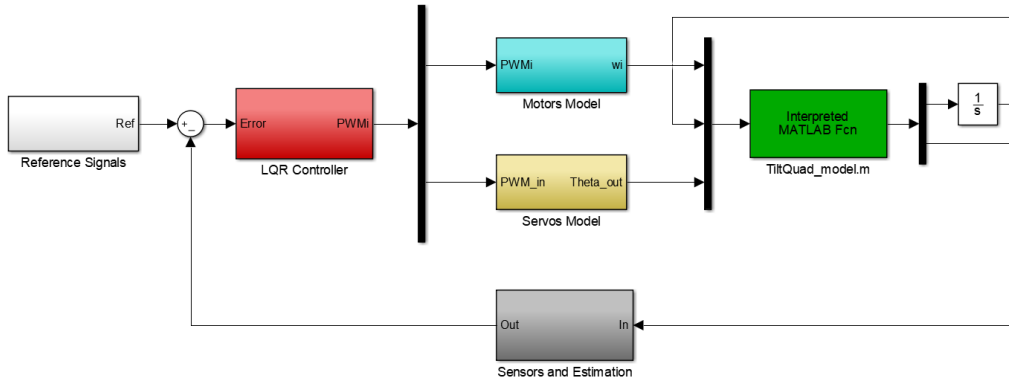 Ref
Reference Signals
+
_
Error
PWMi
LQR Controller
PWMi
wi
Motors Model
PWM_in
Theta_out
Servos Model
Interpreted
MATLAB Fcn
TiltQuad_model.m
1
s
Out
In
Sensors and Estimation